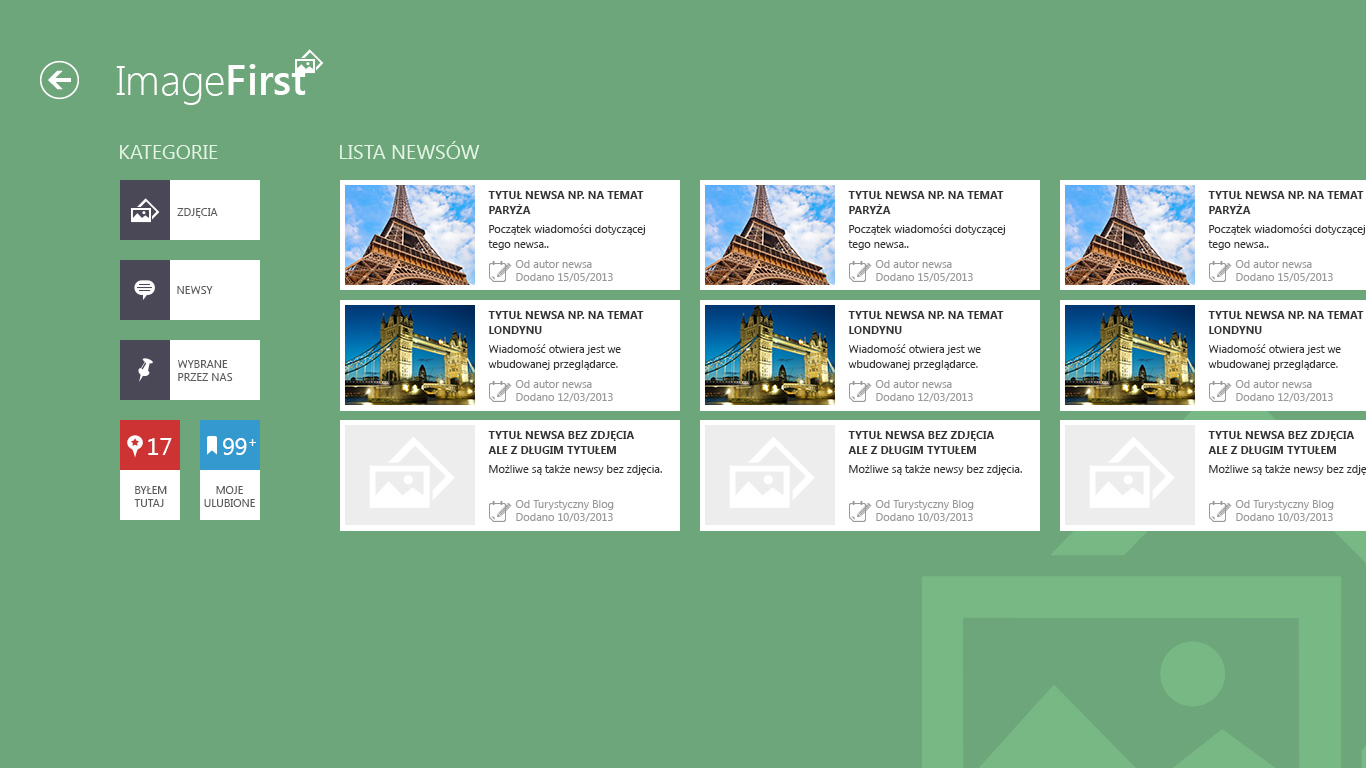 ImageFirst
KATEGORIE
ZDJĘCIA
NEWSY
WYBRANE
PRZEZ NAS
17
BYŁEM
TUTAJ
99+
MOJE
ULUBIONE
LISTA NEWSÓW
TYTUŁ NEWSA NP. NA TEMAT
PARYŻA
Początek wiadomości dotyczącej
tego newsa..
Od autor newsa
Dodano 15/05/2013
TYTUŁ NEWSA NP. NA TEMAT
LONDYNU
Wiadomość otwiera jest we
wbudowanej przeglądarce.
Od autor newsa
Dodano 12/03/2013
TYTUŁ NEWSA BEZ ZDJĘCIA
ALE Z DŁUGIM TYTUŁEM
Możliwe są także newsy bez zdjęcia.
Od Turystyczny Blog
Dodano 10/03/2013
TYTUŁ NEWSA NP. NA TEMAT
PARYŻA
Początek wiadomości dotyczącej
tego newsa..
Od autor newsa
Dodano 15/05/2013
TYTUŁ NEWSA NP. NA TEMAT
LONDYNU
Wiadomość otwiera jest we
wbudowanej przeglądarce.
Od autor newsa
Dodano 12/03/2013
TYTUŁ NEWSA BEZ ZDJĘCIA
ALE Z DŁUGIM TYTUŁEM
Możliwe są także newsy bez zdjęcia.
Od Turystyczny Blog
Dodano 10/03/2013
TYTUŁ NEWSA NP. NA TEMAT
PARYŻA
Początek wiadomości dotyczącej
tego newsa..
Od autor newsa
Dodano 15/05/2013
TYTUŁ NEWSA NP. NA TEMAT
LONDYNU
Wiadomość otwiera jest we
wbudowanej przeglądarce.
Od autor newsa
Dodano 12/03/2013
TYTUŁ NEWSA BEZ ZDJĘCIA
ALE Z DŁUGIM TYTUŁEM
Możliwe są także newsy bez zdję
Od Turystyczny Blog
Dodano 10/03/2013